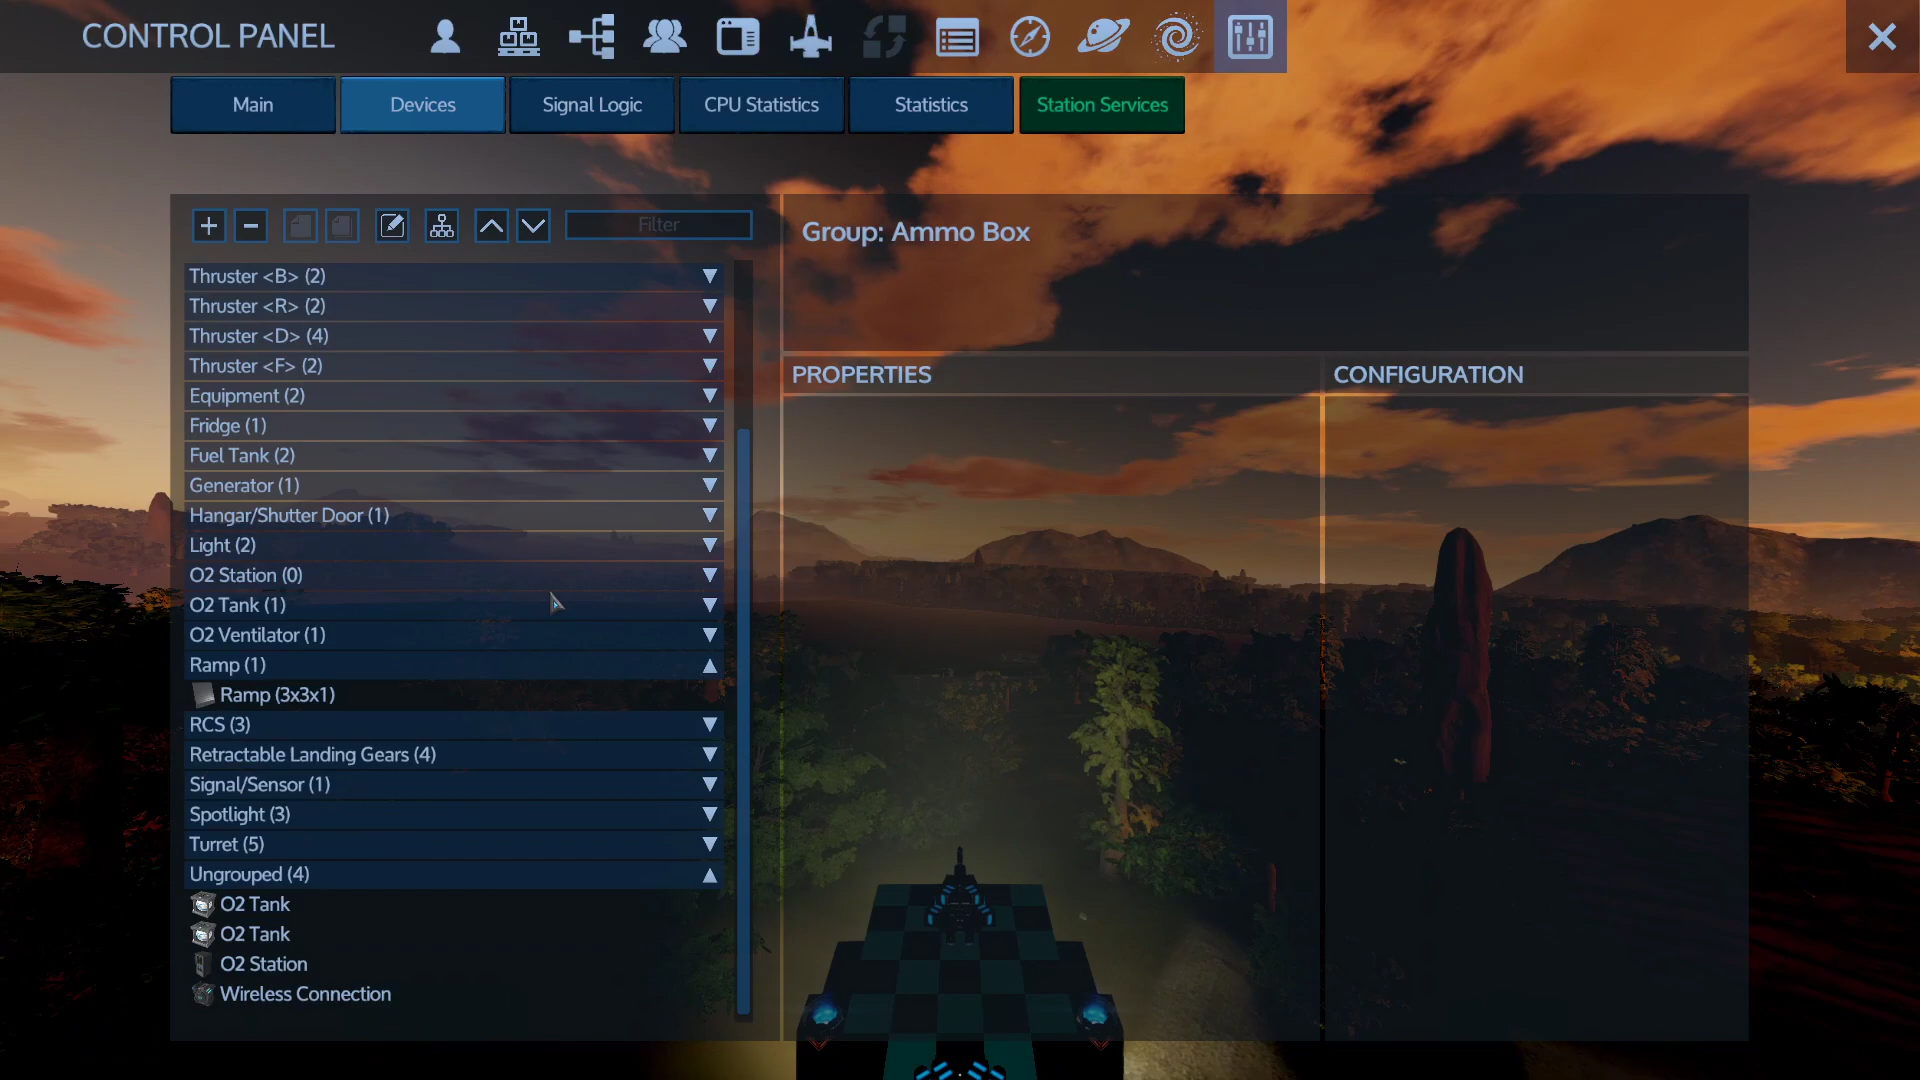 CONTROL PANEL
Main
Devices
Signal Logic
CPU Statistics
Statistics
Station Services
Filter
Group: Ammo Box
Thruster <B> (2)
Thruster <R> (2)
Thruster <D> (4)
Thruster <F> (2)
Equipment (2)
Fridge (1)
Fuel Tank (2)
Generator (1)
Hangar/Shutter Door (1)
Light (2)
O2 Station (0)
O2 Tank (1)
O2 Ventilator (1)
Ramp (1)
Ramp (3x3x1)
RCS (3)
Retractable Landing Gears (4)
Signal/Sensor (1)
Spotlight (3)
Turret (5)
Ungrouped (4)
O2 Tank
O2 Tank
O2 Station
Wireless Connection
PROPERTIES
CONFIGURATION